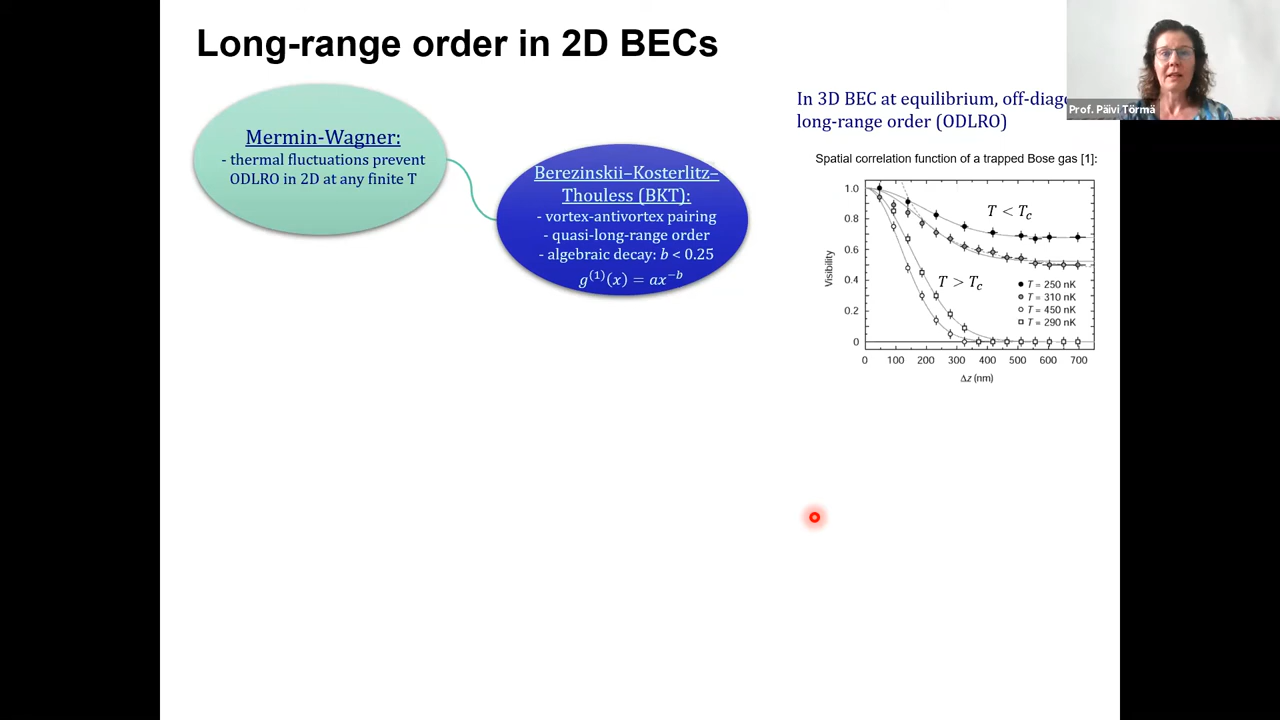 Long-range order in 2D BECs
Mermin-Wagner:
- thermal fluctuations prevent
ODLRO in 2D at any finite T
Berezinskii–Kosterlitz–
Thouless (BKT):
- vortex-antivortex pairing
- quasi-long-range order
- algebraic decay: b < 0.25
g⁽¹⁾(x) = ax⁻ᵇ
In 3D BEC at equilibrium,
long-range order (ODLRO)
Prof. Päivi Törmä
Spatial correlation function of a trapped Bose gas [1]:
Visibility
1.0
0.8
0.6
0.4
0.2
0
T < Tc
T > Tc
T = 250 nK
T = 310 nK
T = 450 nK
T = 290 nK
0 100 200 300 400 500 600 700
Δz (nm)